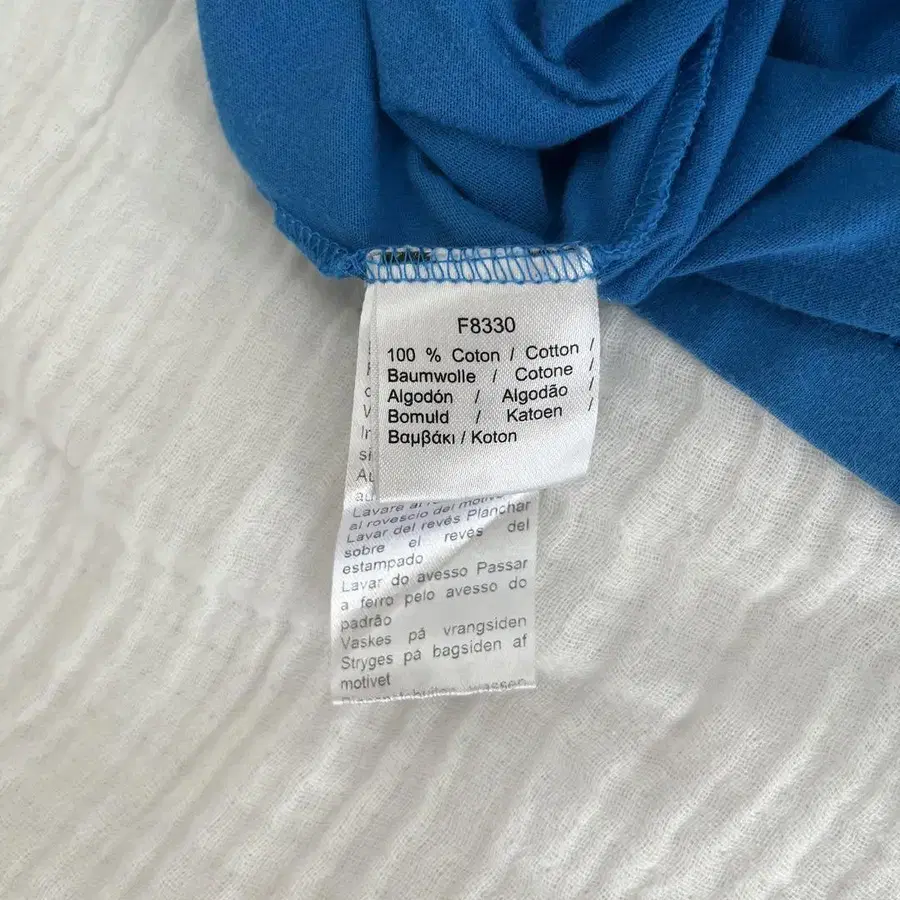 F8330
100 % Coton / Cotton /
Baumwolle / Cotone /
Algodón / Algodão /
Bomuld / Katoen /
Βαμβάκι / Koton
Lavare al
al rovescio del motivo
Lavar del revés Planchar
sobre el revés del
estampado
Lavar do avesso Passar
a ferro pelo avesso do
padrão
Vaskes på vrangsiden
Stryges på bagsiden af
motivet